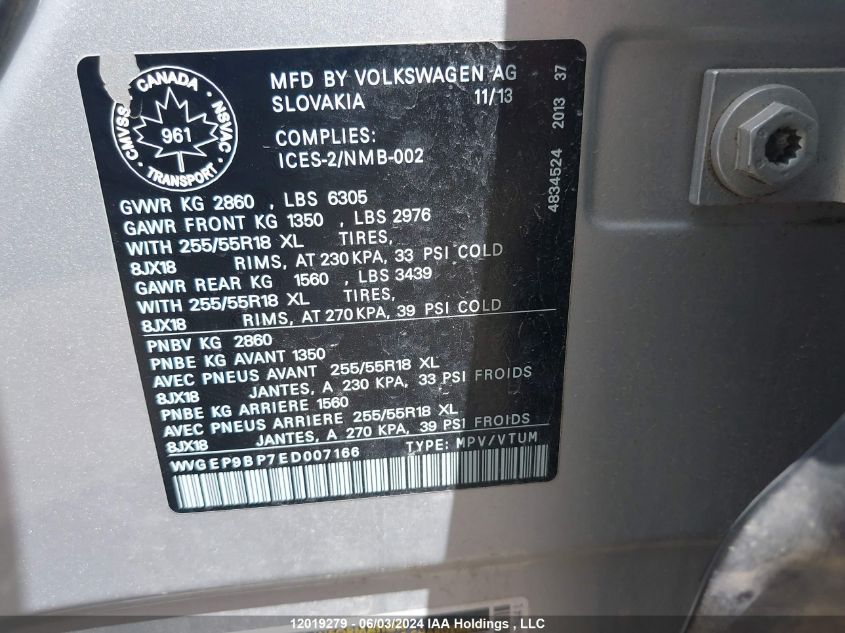 CANADA
CMVSS 961 NSVAC
TRANSPORT
MFD BY VOLKSWAGEN AG
SLOVAKIA 11/13
COMPLIES:
ICES-2/NMB-002
4834524 2013 37
GVWR KG 2860 , LBS 6305
GAWR FRONT KG 1350 , LBS 2976
WITH 255/55R18 XL TIRES,
8JX18 RIMS, AT 230 KPA, 33 PSI COLD
GAWR REAR KG 1560 , LBS 3439
WITH 255/55R18 XL TIRES,
8JX18 RIMS, AT 270 KPA, 39 PSI COLD
PNBV KG 2860
PNBE KG AVANT 1350
AVEC PNEUS AVANT 255/55R18 XL
8JX18 JANTES, A 230 KPA, 33 PSI FROIDS
PNBE KG ARRIERE 1560
AVEC PNEUS ARRIERE 255/55R18 XL
8JX18 JANTES, A 270 KPA, 39 PSI FROIDS
WVGEP9BP7ED007166 TYPE: MPV/VTUM
12019279 - 06/03/2024 IAA Holdings , LLC